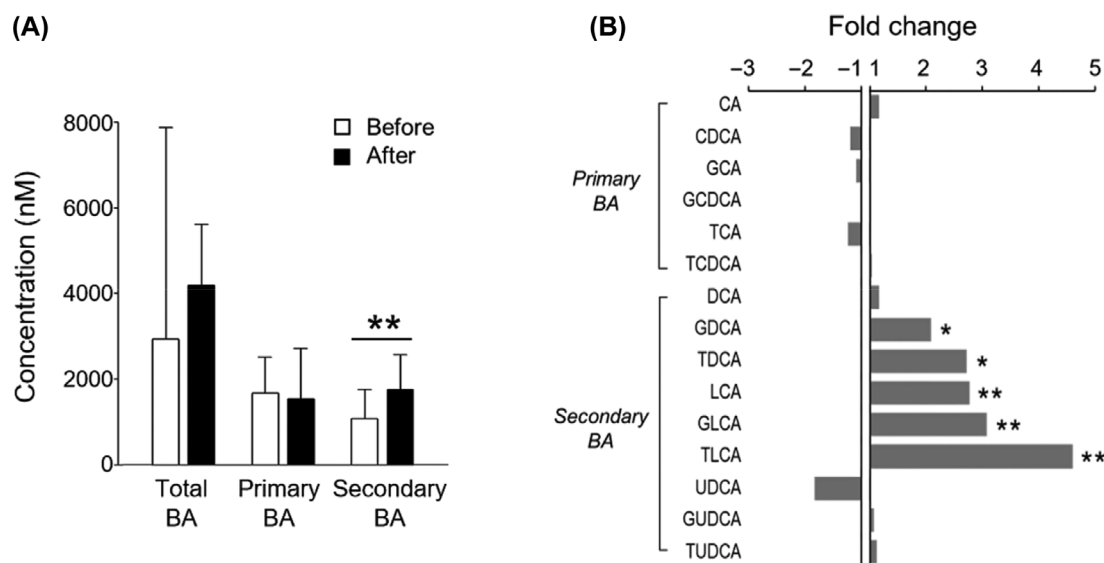 (A)
Concentration (nM)
8000
6000
4000
2000
0
Before
After
**
Total
BA
Primary
BA
Secondary
BA
(B)
Fold change
–3 –2 –1 1 2 3 4 5
Primary
BA
CA
CDCA
GCA
GCDCA
TCA
TCDCA
Secondary
BA
DCA
GDCA *
TDCA *
LCA **
GLCA **
TLCA **
UDCA
GUDCA
TUDCA